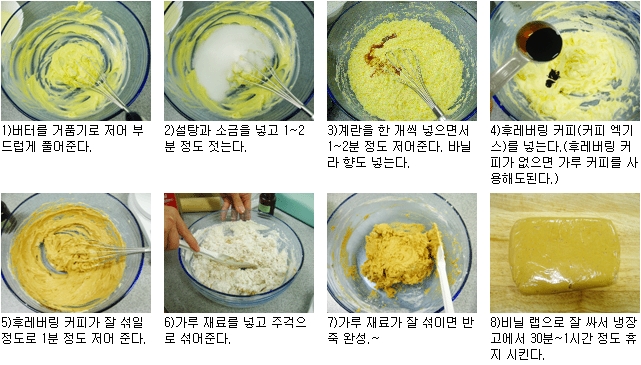 1)버터를 거품기로 저어 부
드럽게 풀어준다.
2)설탕과 소금을 넣고 1~2
분 정도 젓는다.
3)계란을 한 개씩 넣으면서
1~2분 정도 저어준다. 바닐
라 향도 넣는다.
4)후레버링 커피(커피 엑기
스)를 넣는다.(후레버링 커
피가 없으면 가루 커피를 사
용해도된다.)
5)후레버링 커피가 잘 섞일
정도로 1분 정도 저어 준다.
6)가루 재료를 넣고 주걱으
로 섞어준다.
7)가루 재료가 잘 섞이면 반
죽 완성.~
8)비닐 랩으로 잘 싸서 냉장
고에서 30분~1시간 정도 휴
지 시킨다.